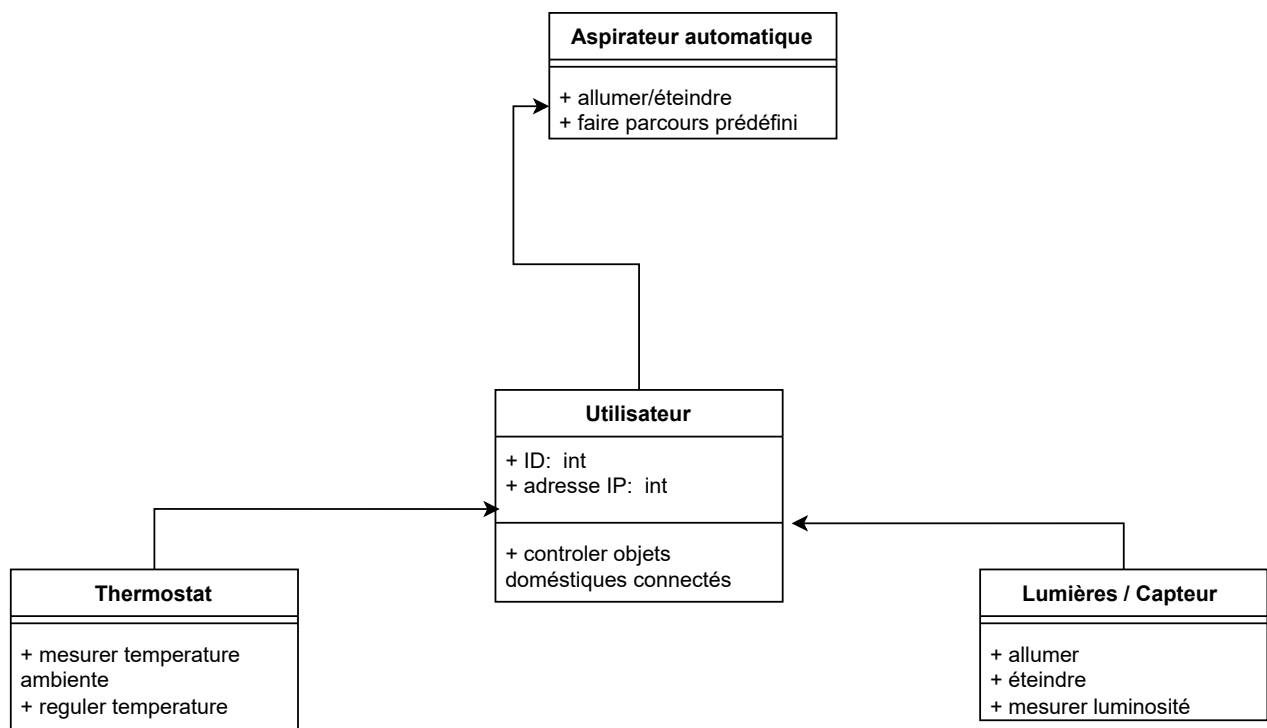 Aspirateur automatique
+ allumer/éteindre
+ faire parcours prédéfini
Utilisateur
+ ID:  int
+ adresse IP:  int
+ controler objets
doméstiques connectés
Thermostat
+ mesurer temperature
ambiente
+ reguler temperature
Lumières / Capteur
+ allumer
+ éteindre
+ mesurer luminosité